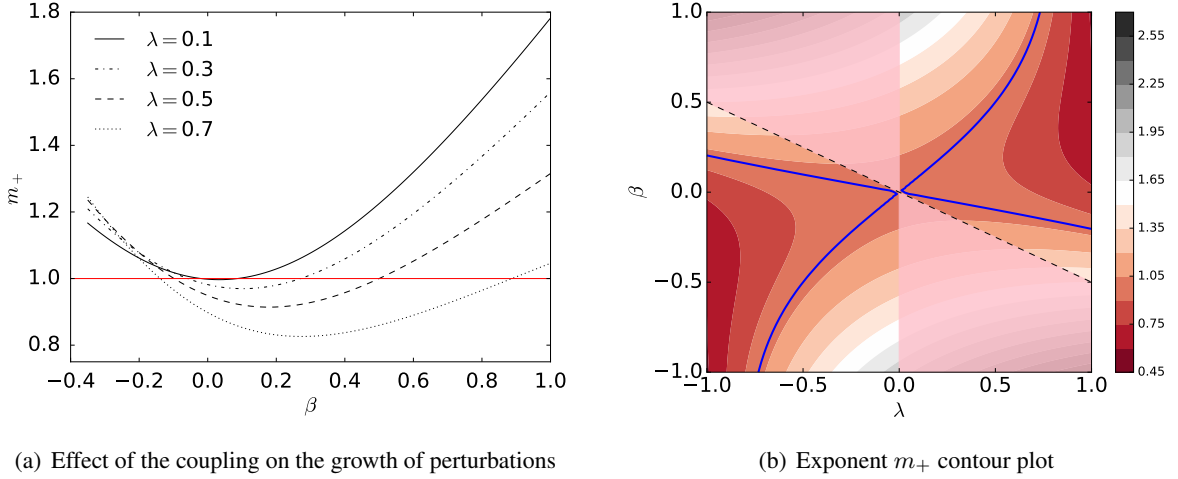 1.8
1.6
1.4
1.2
1.0
0.8
m₊
λ = 0.1
λ = 0.3
λ = 0.5
λ = 0.7
−0.4 −0.2 0.0 0.2 0.4 0.6 0.8 1.0
β
(a) Effect of the coupling on the growth of perturbations
1.0
0.5
0.0
−0.5
−1.0
β
−1.0 −0.5 0.0 0.5 1.0
λ
2.55
2.25
1.95
1.65
1.35
1.05
0.75
0.45
(b) Exponent m₊ contour plot